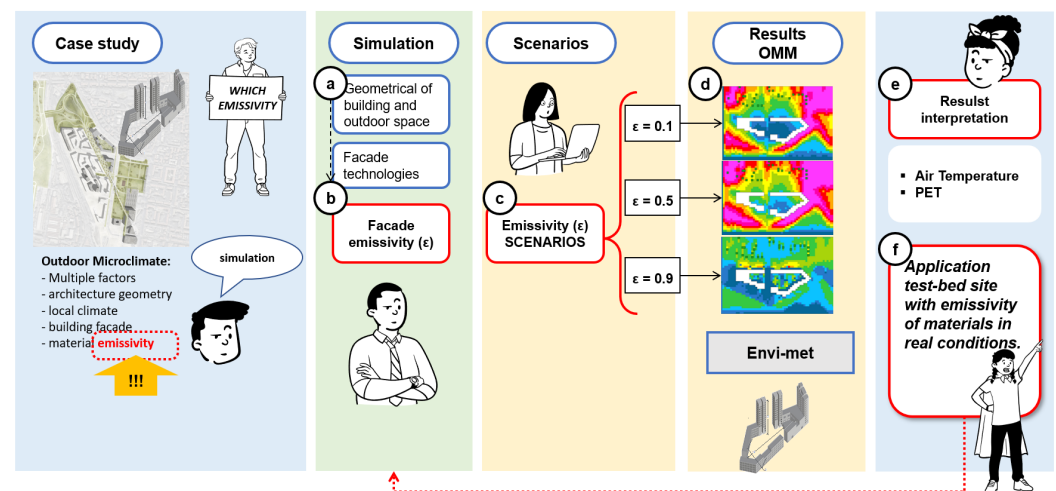 Case study
WHICH
EMISSIVITY
Outdoor Microclimate:
- Multiple factors
- architecture geometry
- local climate
- building facade
- material emissivity
!!!
simulation
Simulation
a
Geometrical of
building and
outdoor space
Facade
technologies
b
Facade
emissivity (ε)
Scenarios
c
Emissivity (ε)
SCENARIOS
ε = 0.1
ε = 0.5
ε = 0.9
Results
OMM
d
Envi-met
e
Resulst
interpretation
▪ Air Temperature
▪ PET
f
Application
test-bed site
with emissivity
of materials in
real conditions.